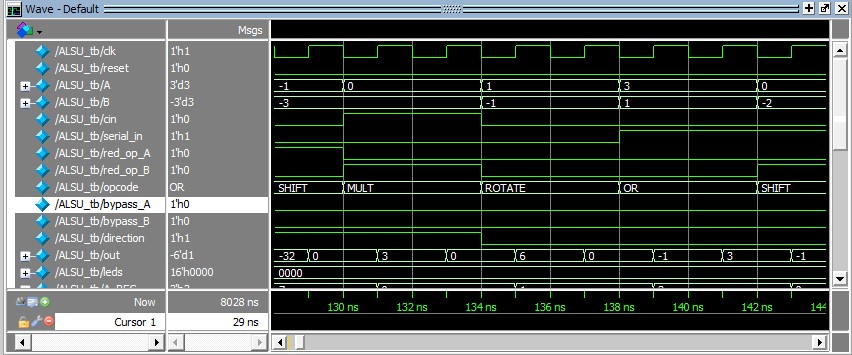 Wave - Default
Msgs
/ALSU_tb/clk 1'h1
/ALSU_tb/reset 1'h0
/ALSU_tb/A 3'd3 -1 0 1 3 0
/ALSU_tb/B -3'd3 -3 -1 1 -2
/ALSU_tb/cin 1'h0
/ALSU_tb/serial_in 1'h1
/ALSU_tb/red_op_A 1'h0
/ALSU_tb/red_op_B 1'h0
/ALSU_tb/opcode OR SHIFT MULT ROTATE OR SHIFT
/ALSU_tb/bypass_A 1'h0
/ALSU_tb/bypass_B 1'h0
/ALSU_tb/direction 1'h1
/ALSU_tb/out -6'd1 -32 0 3 0 6 0 -1 3 -1
/ALSU_tb/leds 16'h0000 0000
Now 8028 ns
130 ns 132 ns 134 ns 136 ns 138 ns 140 ns 142 ns 144
Cursor 1 29 ns